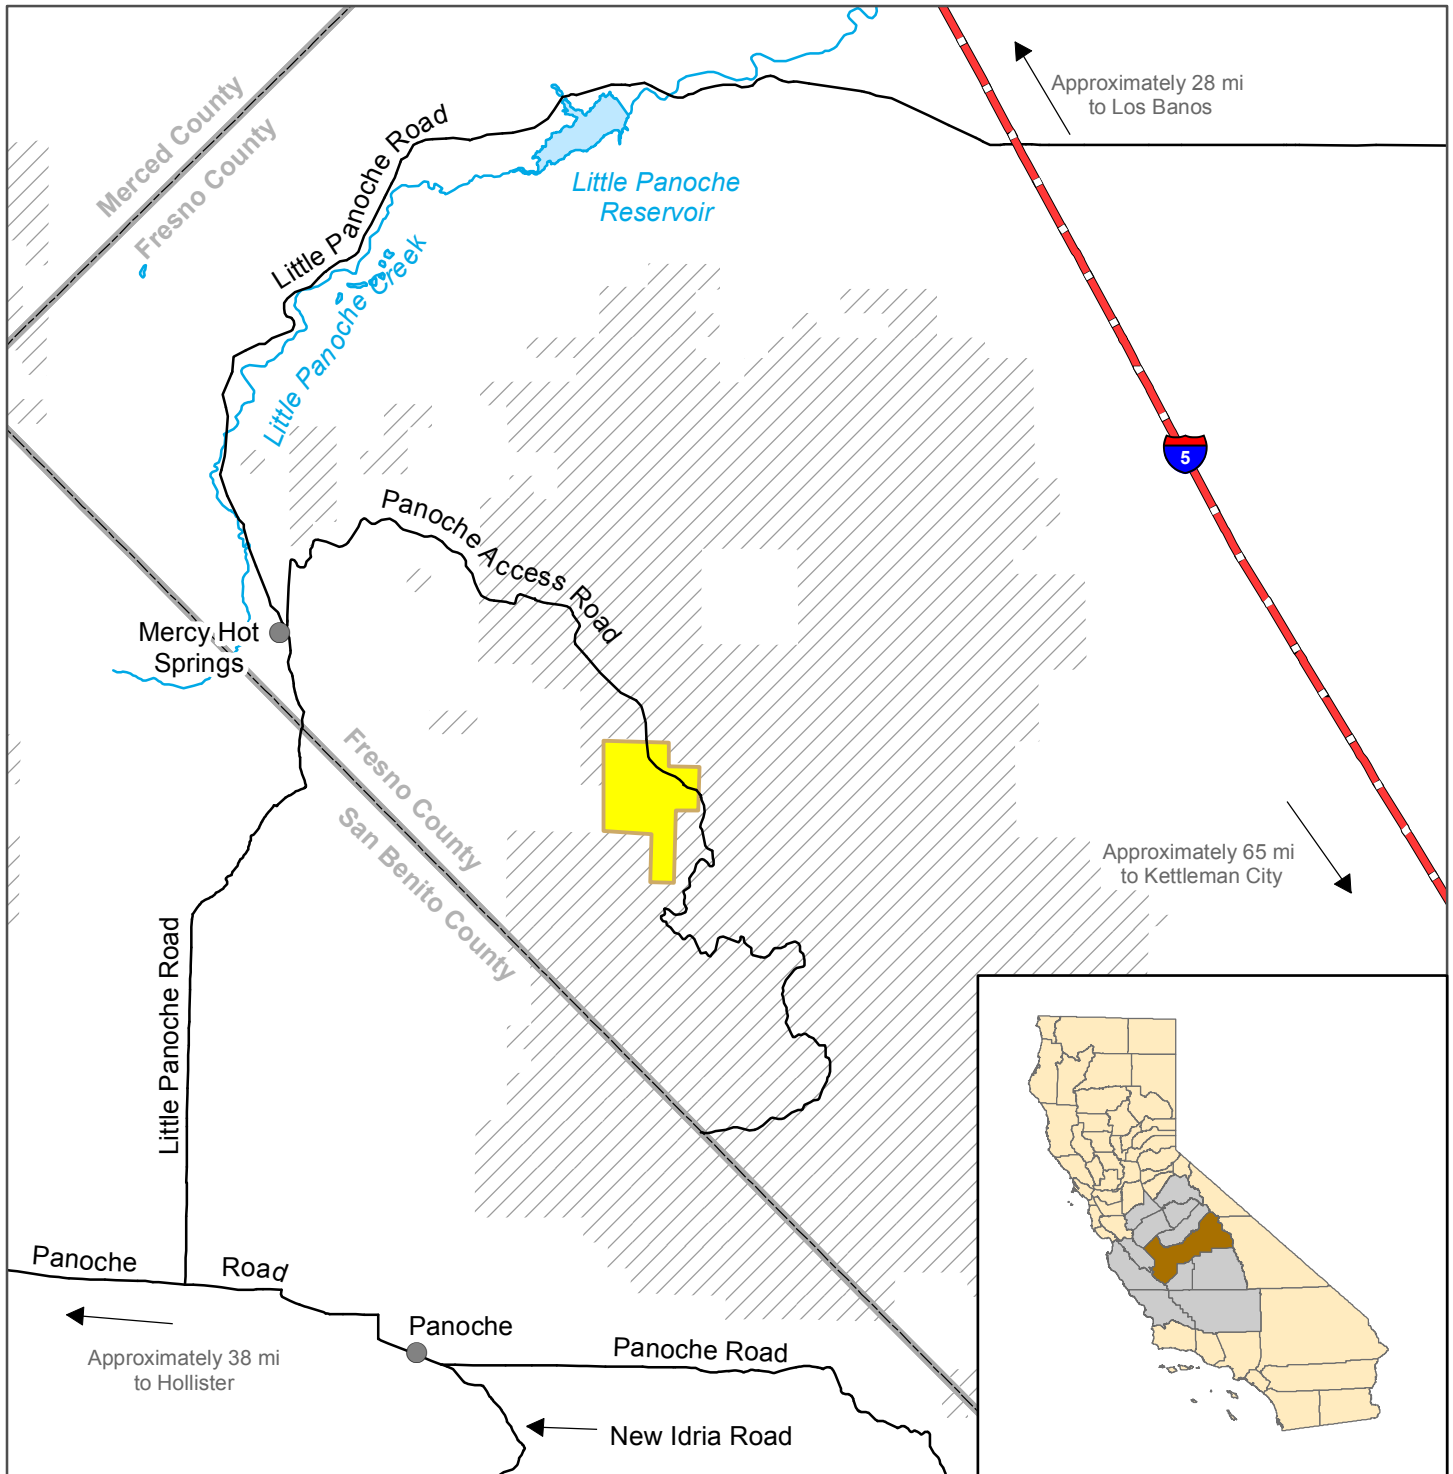 Approximately 28 mi
to Los Banos
Merced County
Fresno County
Little Panoche Road
Little Panoche
Reservoir
Little Panoche Creek
5
Panoche Access Road
Mercy Hot
Springs
Fresno County
San Benito County
Approximately 65 mi
to Kettleman City
Little Panoche Road
Panoche Road
Panoche
Panoche Road
Approximately 38 mi
to Hollister
New Idria Road